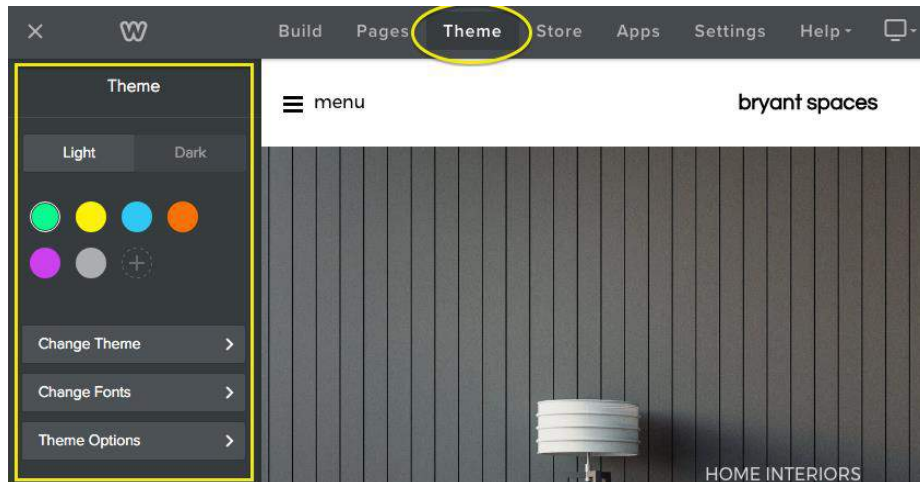 Build Pages Theme Store Apps Settings Help
Theme
Light Dark
Change Theme
Change Fonts
Theme Options
menu
bryant spaces
HOME INTERIORS